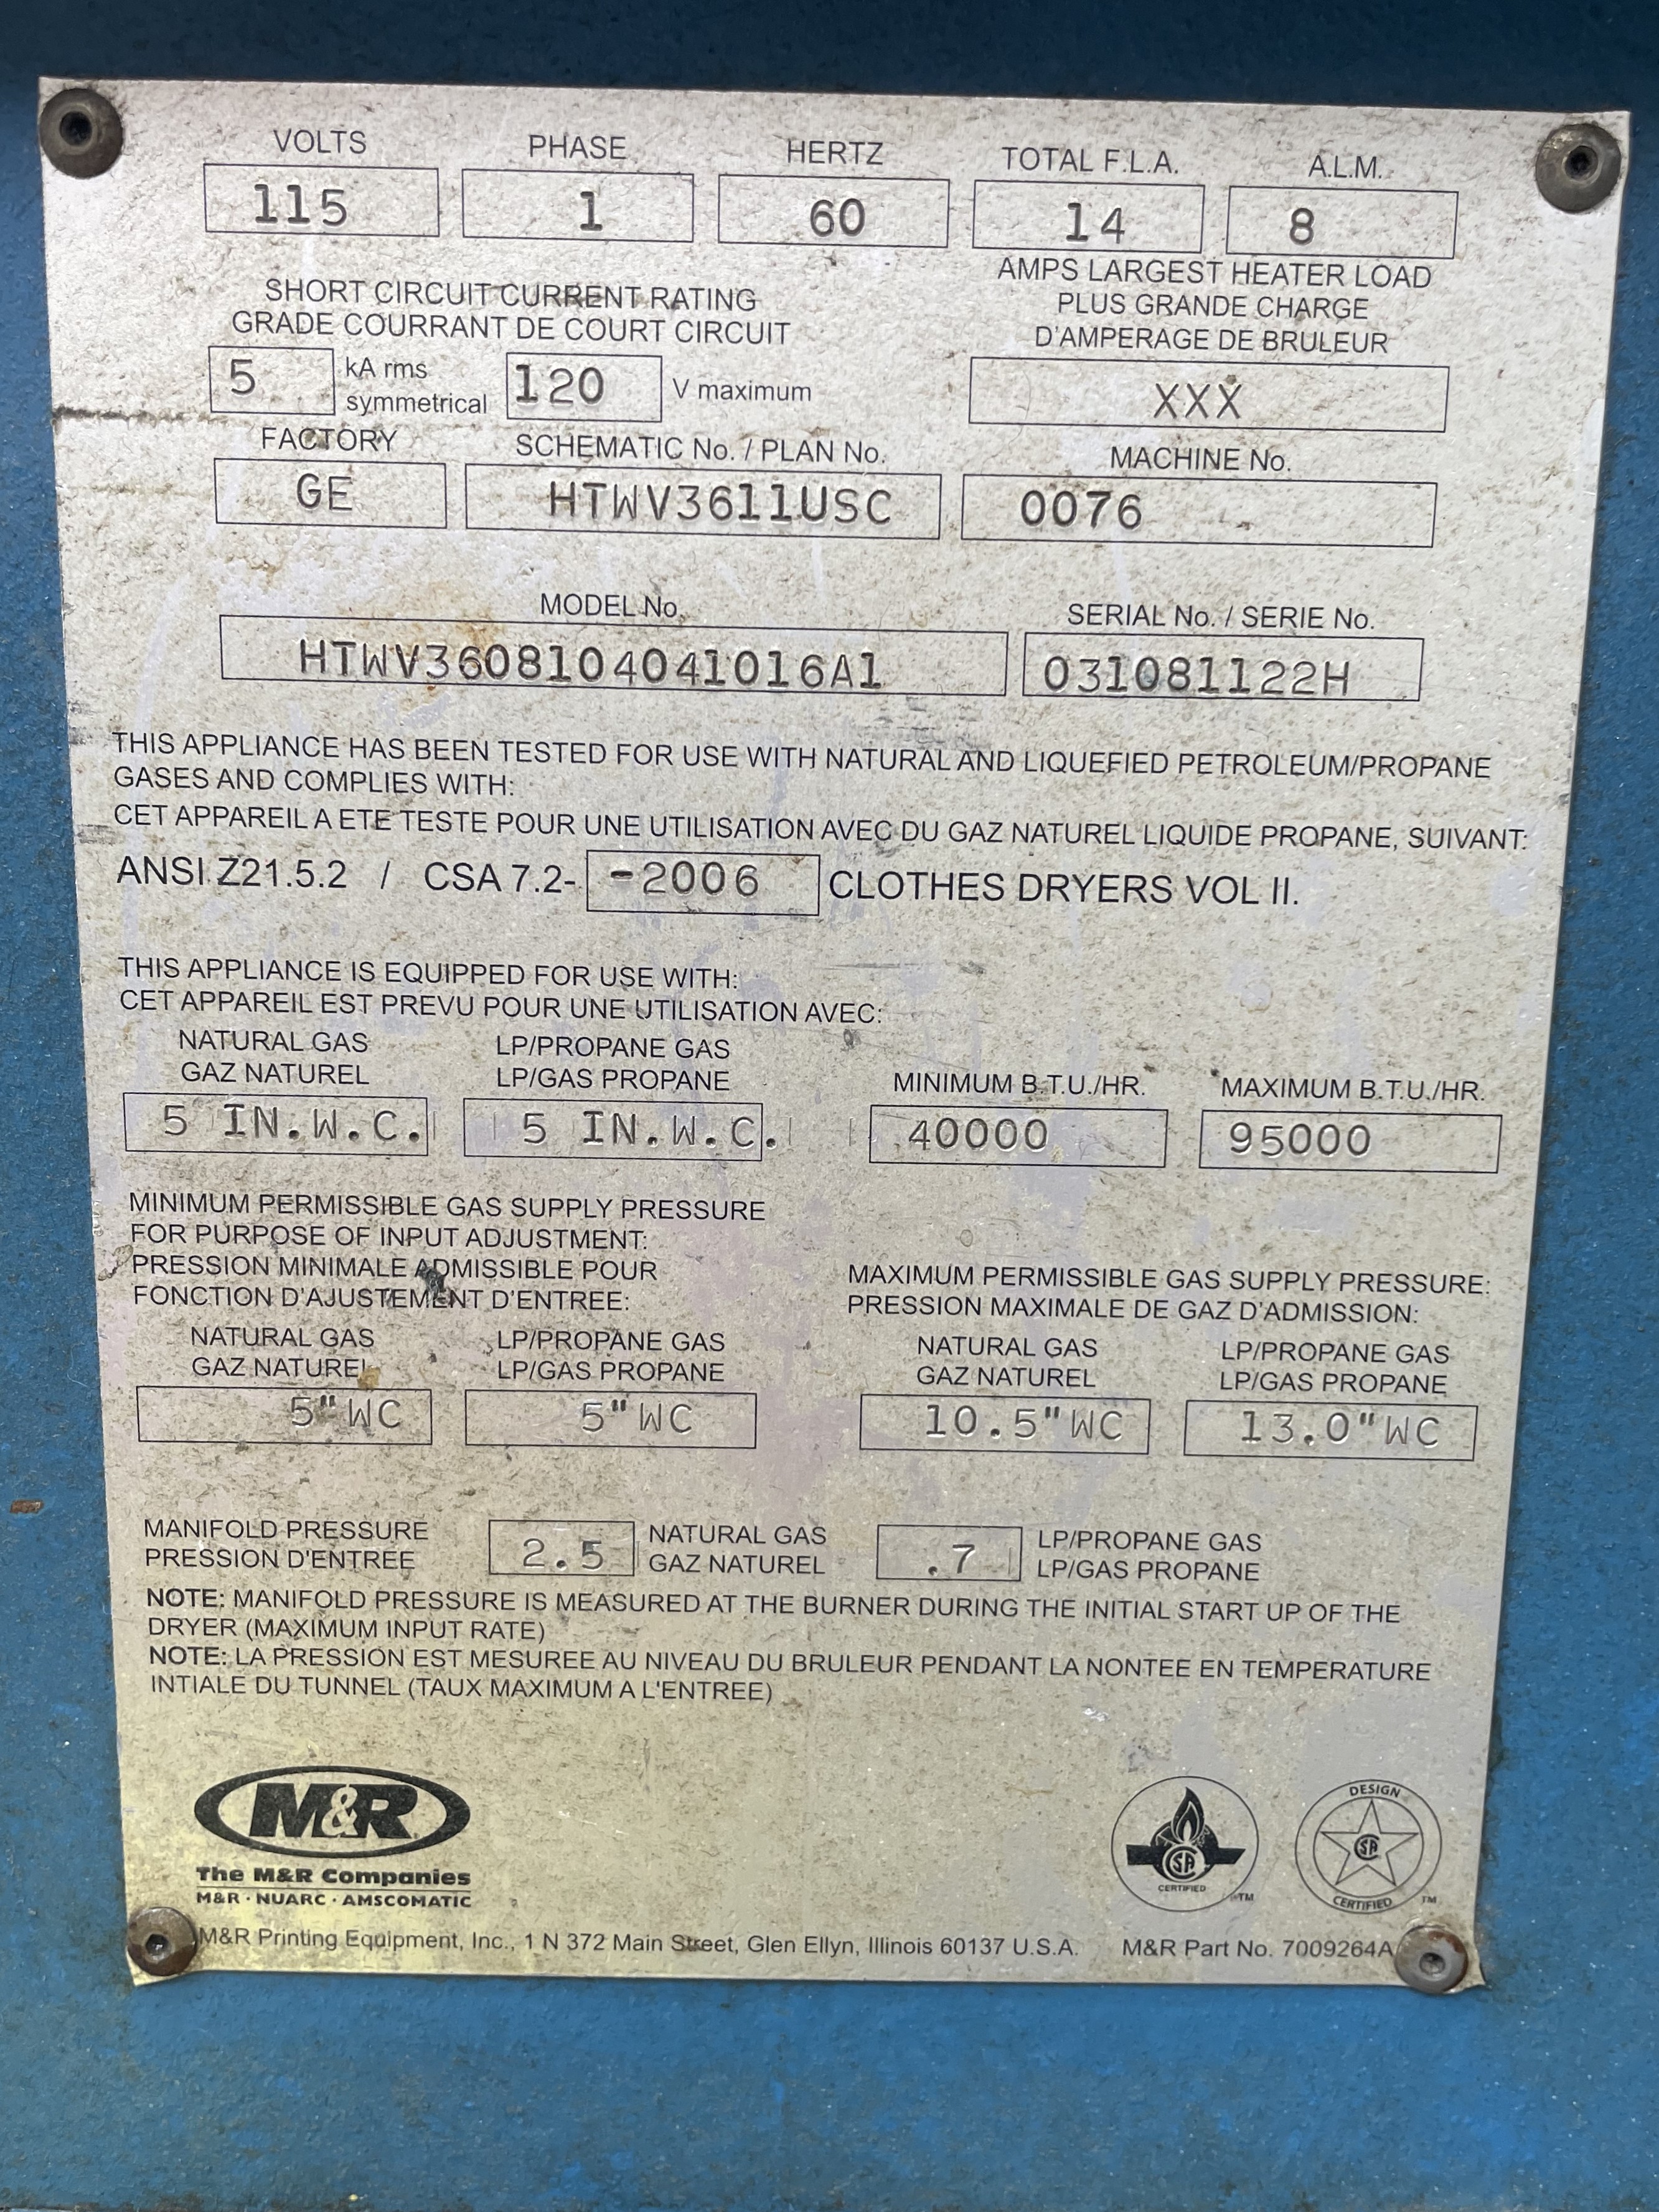 VOLTS PHASE HERTZ TOTAL F.L.A. A.L.M.
115 1 60 14 8
AMPS LARGEST HEATER LOAD
PLUS GRANDE CHARGE
D'AMPERAGE DE BRULEUR
XXX
SHORT CIRCUIT CURRENT RATING
GRADE COURRANT DE COURT CIRCUIT
5 kA rms symmetrical 120 V maximum
FACTORY SCHEMATIC No. / PLAN No. MACHINE No.
GE HTWV3611USC 0076
MODEL No. SERIAL No. / SERIE No.
HTWV3608104041016A1 031081122H
THIS APPLIANCE HAS BEEN TESTED FOR USE WITH NATURAL AND LIQUEFIED PETROLEUM/PROPANE
GASES AND COMPLIES WITH:
CET APPAREIL A ETE TESTE POUR UNE UTILISATION AVEC DU GAZ NATUREL LIQUIDE PROPANE, SUIVANT:
ANSI Z21.5.2 / CSA 7.2- -2006 CLOTHES DRYERS VOL II.
THIS APPLIANCE IS EQUIPPED FOR USE WITH:
CET APPAREIL EST PREVU POUR UNE UTILISATION AVEC:
NATURAL GAS LP/PROPANE GAS
GAZ NATUREL LP/GAS PROPANE MINIMUM B.T.U./HR. MAXIMUM B.T.U./HR.
5 IN.W.C. 5 IN.W.C. 40000 95000
MINIMUM PERMISSIBLE GAS SUPPLY PRESSURE
FOR PURPOSE OF INPUT ADJUSTMENT:
PRESSION MINIMALE ADMISSIBLE POUR
FONCTION D'AJUSTEMENT D'ENTREE:
NATURAL GAS LP/PROPANE GAS
GAZ NATUREL LP/GAS PROPANE
5"WC 5"WC
MAXIMUM PERMISSIBLE GAS SUPPLY PRESSURE:
PRESSION MAXIMALE DE GAZ D'ADMISSION:
NATURAL GAS LP/PROPANE GAS
GAZ NATUREL LP/GAS PROPANE
10.5"WC 13.0"WC
MANIFOLD PRESSURE 2.5 NATURAL GAS .7 LP/PROPANE GAS
PRESSION D'ENTREE GAZ NATUREL LP/GAS PROPANE
NOTE: MANIFOLD PRESSURE IS MEASURED AT THE BURNER DURING THE INITIAL START UP OF THE
DRYER (MAXIMUM INPUT RATE)
NOTE: LA PRESSION EST MESUREE AU NIVEAU DU BRULEUR PENDANT LA NONTEE EN TEMPERATURE
INTIALE DU TUNNEL (TAUX MAXIMUM A L'ENTREE)
M&R
The M&R Companies
M&R · NUARC · AMSCOMATIC
SA CERTIFIED TM
DESIGN SA CERTIFIED TM
M&R Printing Equipment, Inc., 1 N 372 Main Street, Glen Ellyn, Illinois 60137 U.S.A. M&R Part No. 7009264A